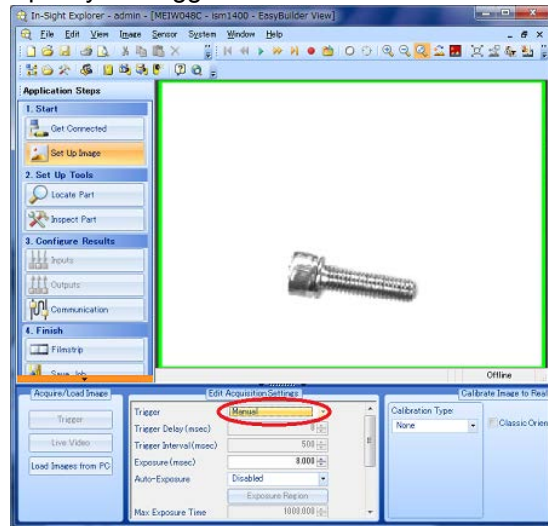 In-Sight Explorer - admin - [MEIW048C - ism1400 - EasyBuilder View]
File Edit View Image Sensor System Window Help
Application Steps
1. Start
Get Connected
Set Up Image
2. Set Up Tools
Locate Part
Inspect Part
3. Configure Results
Inputs
Outputs
Communication
4. Finish
Filmstrip
Save Job
Offline
Acquire/Load Image
Trigger
Live Video
Load Images from PC
Edit Acquisition Settings
Trigger Manual
Trigger Delay (msec) 0
Trigger Interval (msec) 500
Exposure (msec) 8.000
Auto-Exposure Disabled
Exposure Region
Max Exposure Time 1000.000
Calibrate Image to Real
Calibration Type
None
Classic Orien